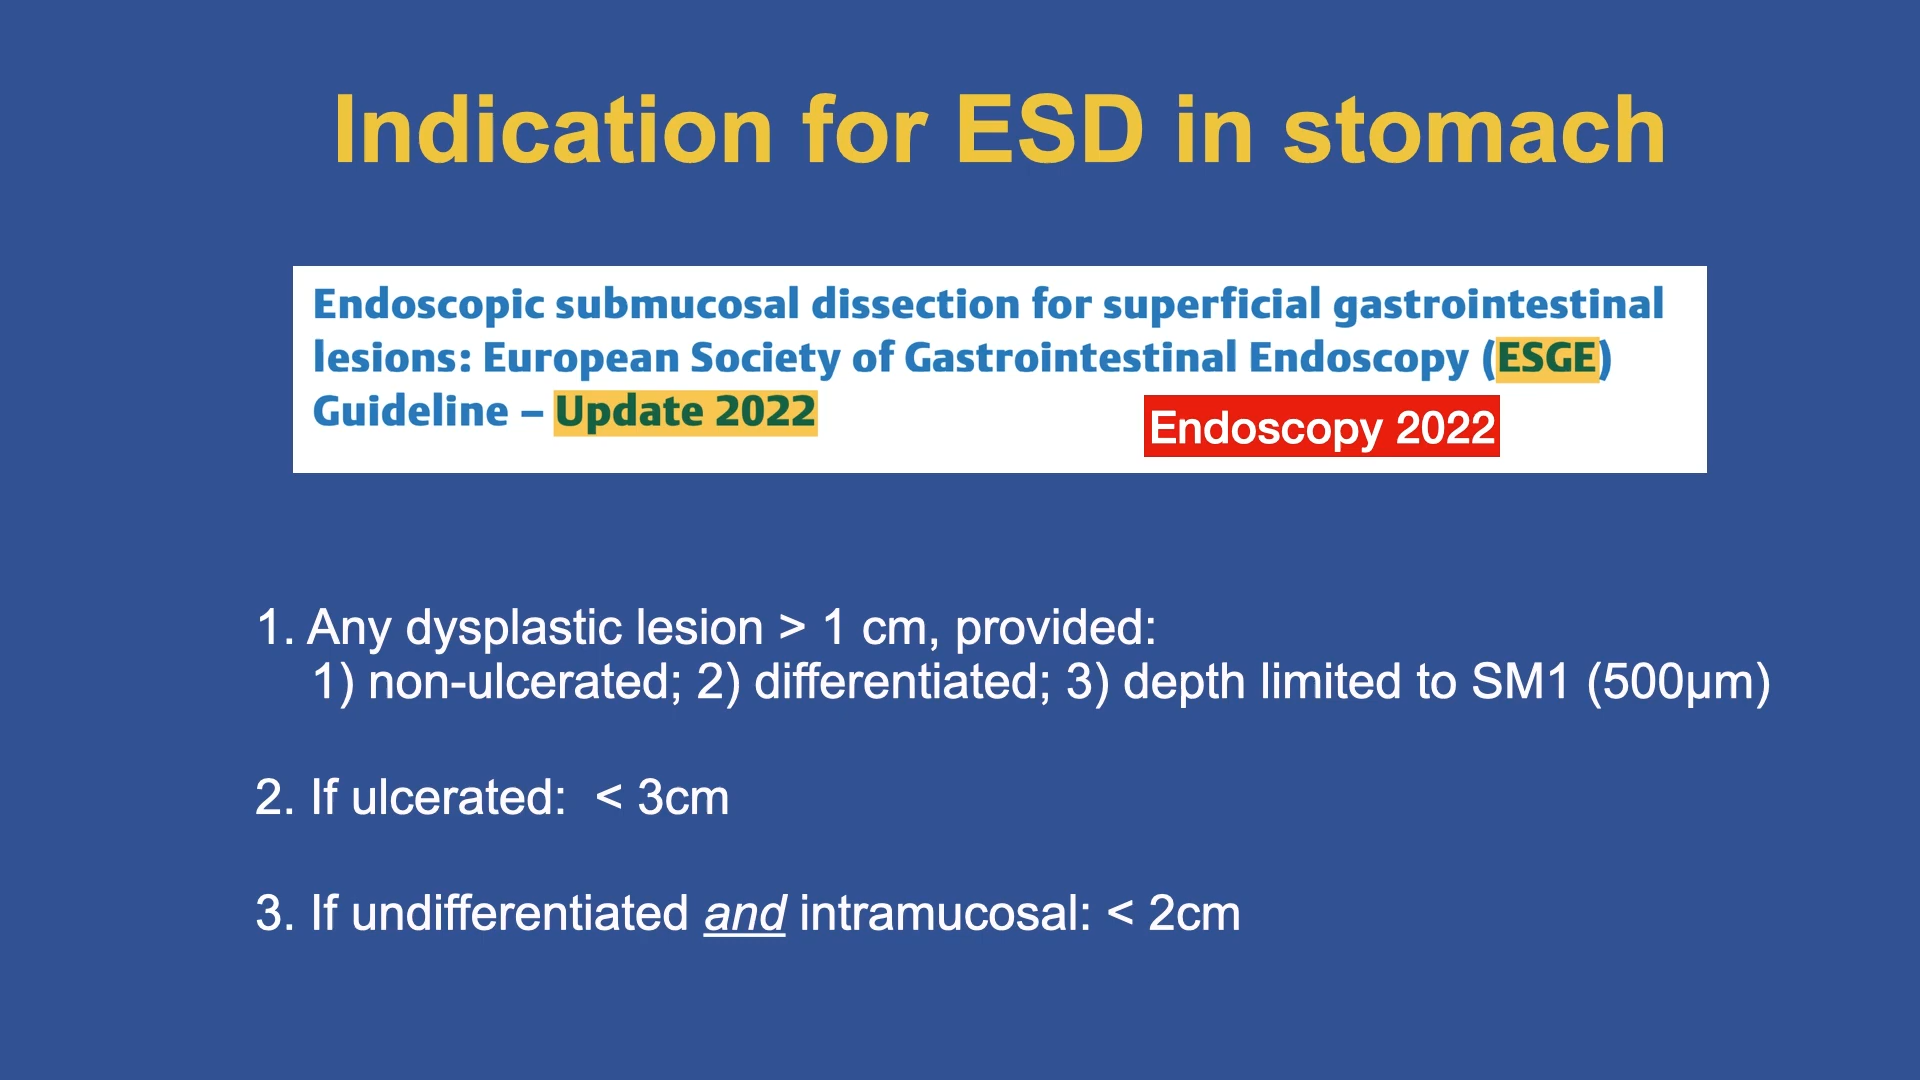 Indication for ESD in stomach
Endoscopic submucosal dissection for superficial gastrointestinal
lesions: European Society of Gastrointestinal Endoscopy (ESGE)
Guideline – Update 2022
Endoscopy 2022
1. Any dysplastic lesion > 1 cm, provided:
1) non-ulcerated; 2) differentiated; 3) depth limited to SM1 (500µm)
2. If ulcerated:  < 3cm
3. If undifferentiated and intramucosal: < 2cm